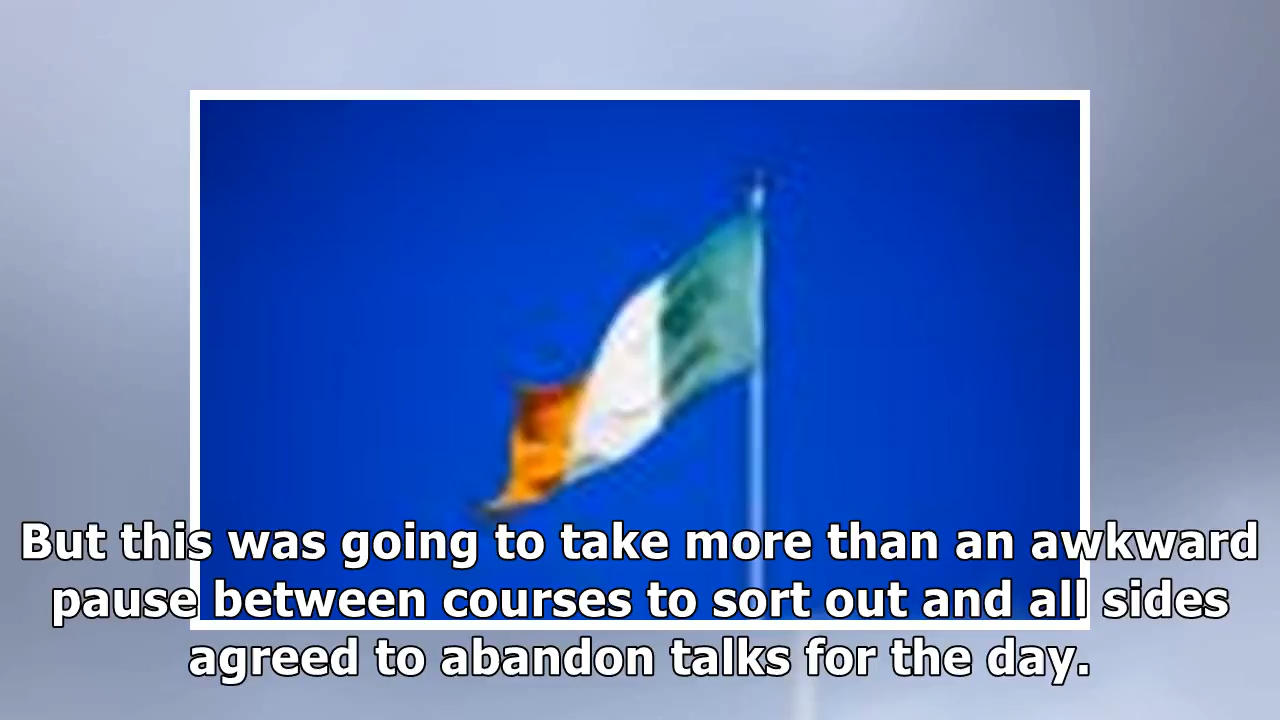 But this was going to take more than an awkward
pause between courses to sort out and all sides
agreed to abandon talks for the day.